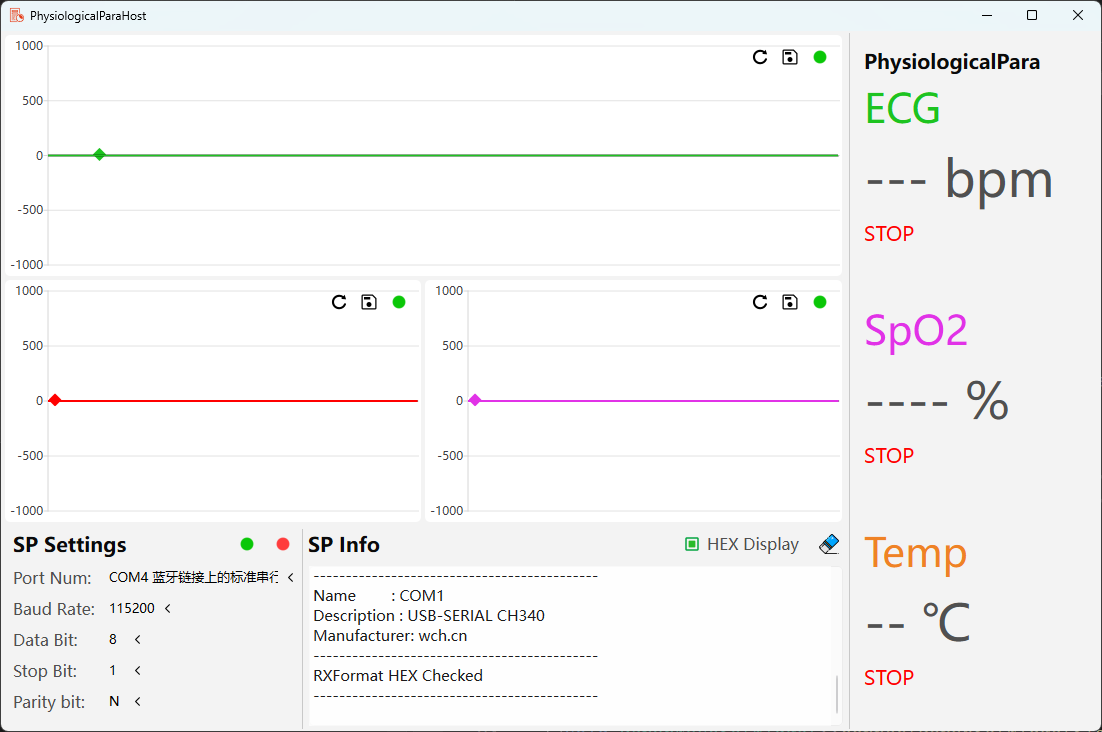 PhysiologicalParaHost
1000
500
0
-500
-1000
1000
500
0
-500
-1000
1000
500
0
-500
-1000
SP Settings
Port Num: COM4 蓝牙链接上的标准串行
Baud Rate: 115200
Data Bit: 8
Stop Bit: 1
Parity bit: N
SP Info
HEX Display
------------------------------------------
Name : COM1
Description : USB-SERIAL CH340
Manufacturer: wch.cn
------------------------------------------
RXFormat HEX Checked
------------------------------------------
PhysiologicalPara
ECG
--- bpm
STOP
SpO2
---- %
STOP
Temp
-- ℃
STOP